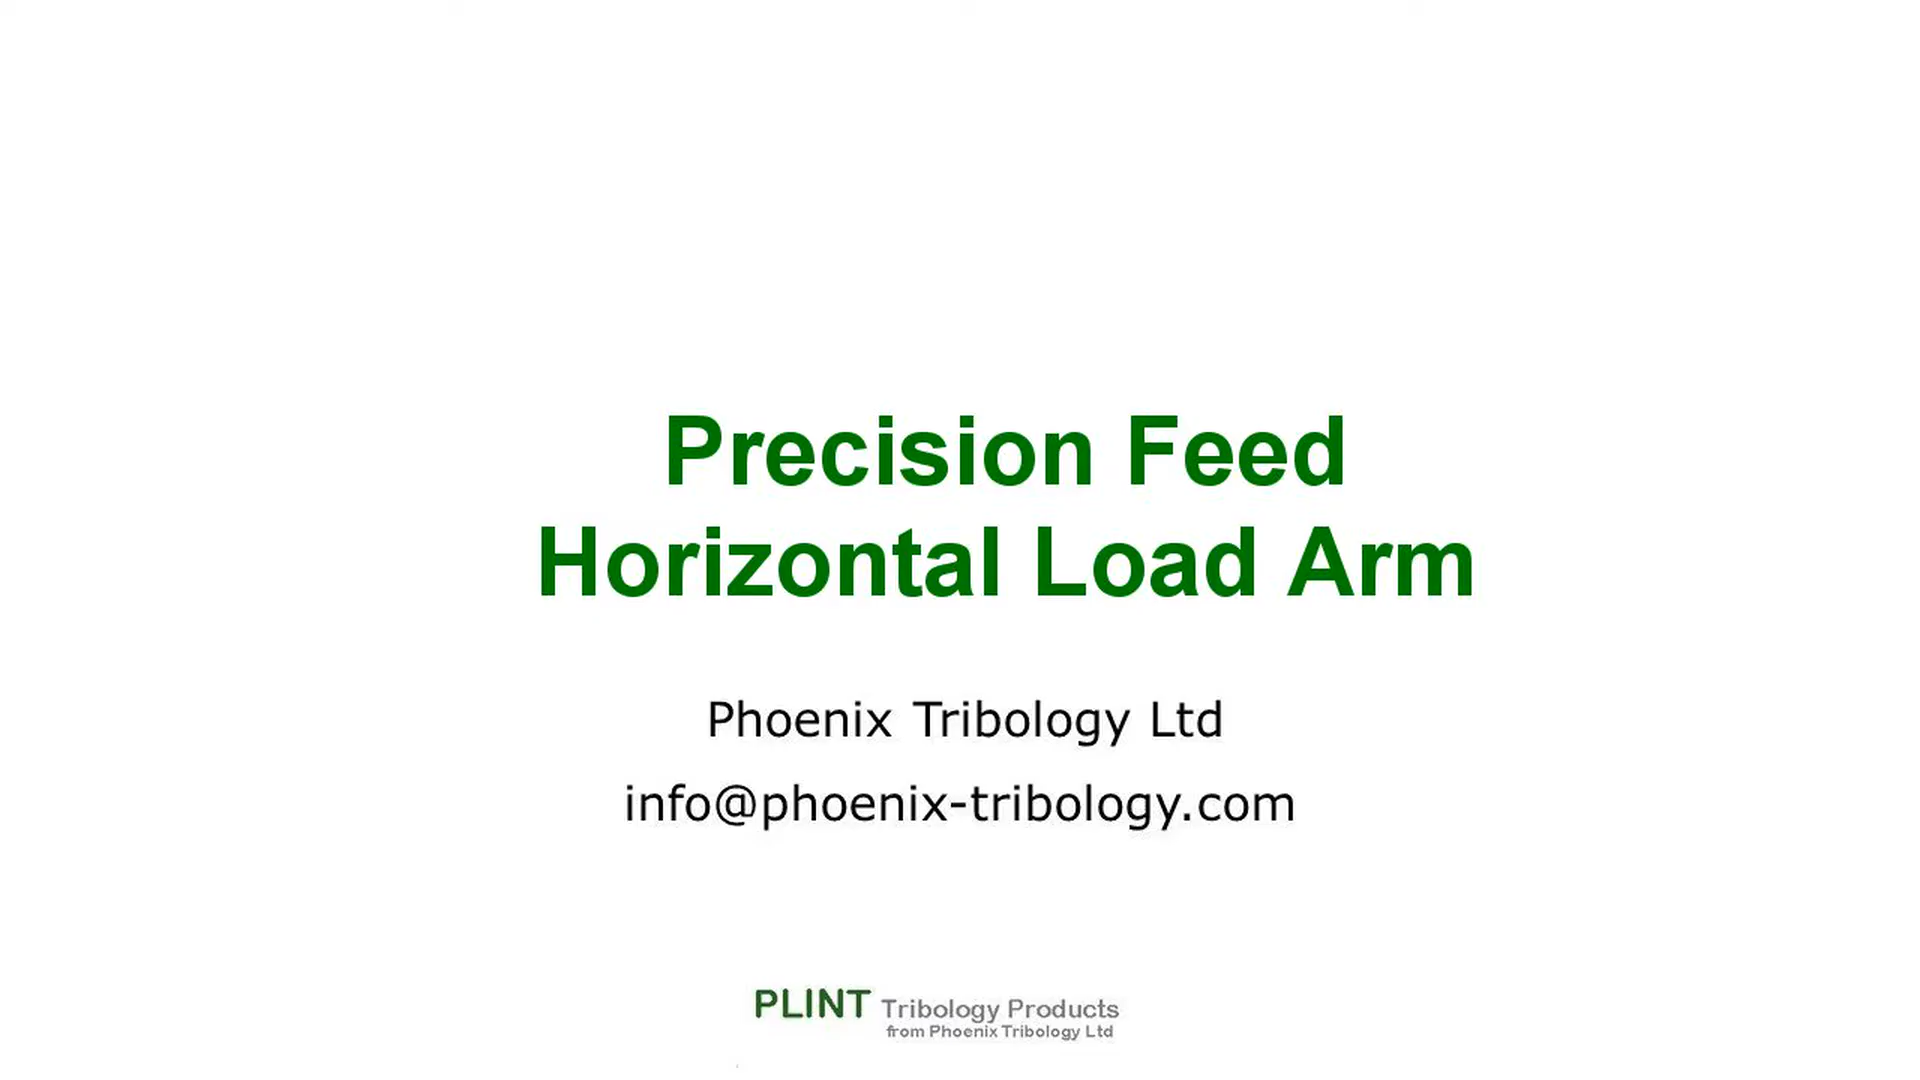 Precision Feed
Horizontal Load Arm
Phoenix Tribology Ltd
info@phoenix-tribology.com
PLINT Tribology Products
from Phoenix Tribology Ltd